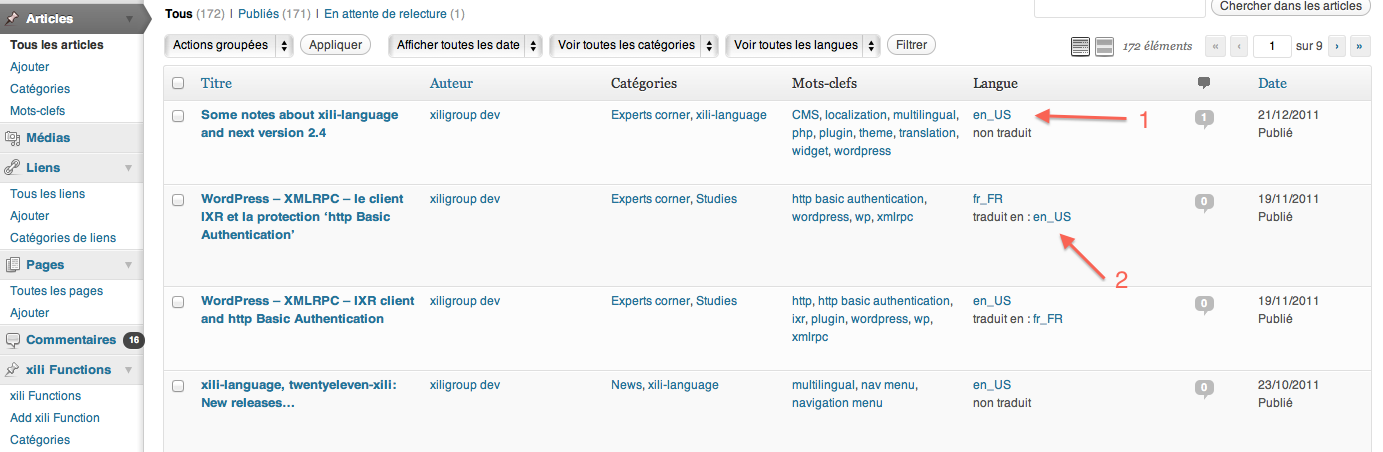 Articles
Tous les articles
Ajouter
Catégories
Mots-clefs
Médias
Liens
Tous les liens
Ajouter
Catégories de liens
Pages
Toutes les pages
Ajouter
Commentaires 16
xili Functions
xili Functions
Add xili Function
Catégories
Tous (172) | Publiés (171) | En attente de relecture (1)
Chercher dans les articles
Actions groupées Appliquer Afficher toutes les date Voir toutes les catégories Voir toutes les langues Filtrer 172 éléments « ‹ 1 sur 9 › »
Titre Auteur Catégories Mots-clefs Langue Date
Some notes about xili-language
and next version 2.4
xiligroup dev
Experts corner, xili-language
CMS, localization, multilingual,
php, plugin, theme, translation,
widget, wordpress
en_US
non traduit
1
1
21/12/2011
Publié
WordPress – XMLRPC – le client
IXR et la protection ‘http Basic
Authentication’
xiligroup dev
Experts corner, Studies
http basic authentication,
wordpress, wp, xmlrpc
fr_FR
traduit en : en_US
2
0
19/11/2011
Publié
WordPress – XMLRPC – IXR client
and http Basic Authentication
xiligroup dev
Experts corner, Studies
http, http basic authentication,
ixr, plugin, wordpress, wp,
xmlrpc
en_US
traduit en : fr_FR
0
19/11/2011
Publié
xili-language, twentyeleven-xili:
New releases…
xiligroup dev
News, xili-language
multilingual, nav menu,
navigation menu
en_US
non traduit
0
23/10/2011
Publié